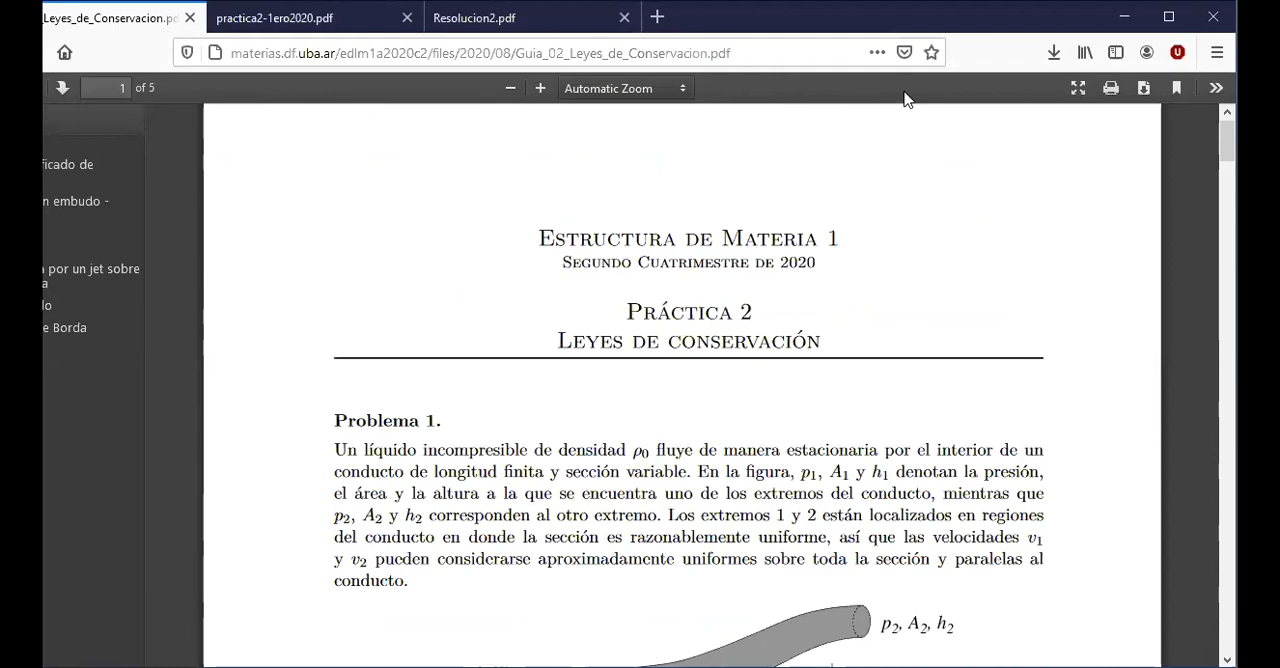 _Leyes_de_Conservacion.pd
practica2-1ero2020.pdf
Resolucion2.pdf
materias.df.uba.ar/edlm1a2020c2/files/2020/08/Guia_02_Leyes_de_Conservacion.pdf
1 of 5
Automatic Zoom
ificado de
n embudo -
a por un jet sobre
a
lo
e Borda
Estructura de Materia 1
Segundo Cuatrimestre de 2020
Práctica 2
Leyes de conservación
Problema 1.
Un líquido incompresible de densidad ρ0 fluye de manera estacionaria por el interior de un
conducto de longitud finita y sección variable. En la figura, p1, A1 y h1 denotan la presión,
el área y la altura a la que se encuentra uno de los extremos del conducto, mientras que
p2, A2 y h2 corresponden al otro extremo. Los extremos 1 y 2 están localizados en regiones
del conducto en donde la sección es razonablemente uniforme, así que las velocidades v1
y v2 pueden considerarse aproximadamente uniformes sobre toda la sección y paralelas al
conducto.
p2, A2, h2